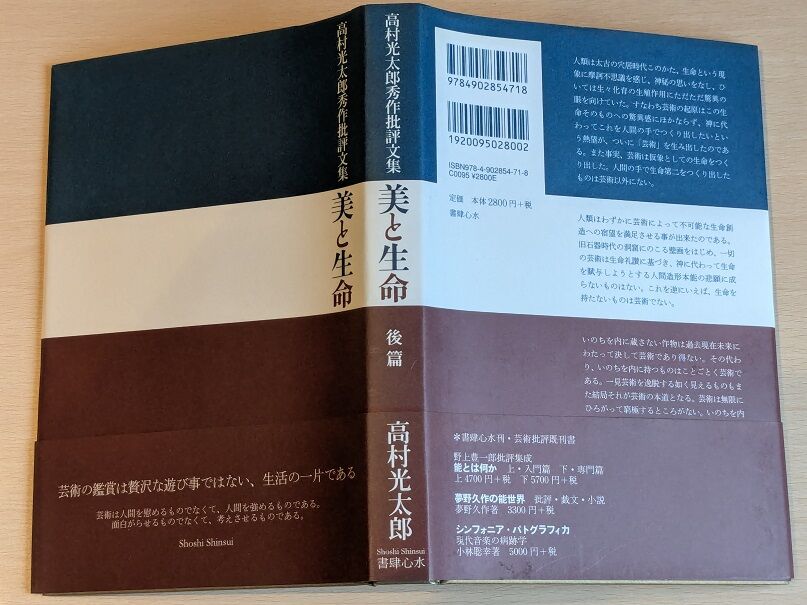 高村光太郎秀作批評文集
美と生命
芸術の鑑賞は贅沢な遊び事ではない、生活の一片である
芸術は人間を慰めるものでなくて、人間を強めるものである。
面白がらせるものでなくて、考えさせるものである。
Shoshi Shinsui
高村光太郎秀作批評文集
美と生命
後篇
高村光太郎
Shoshi Shinsui
書肆心水
9784902854718
1920095028002
ISBN978-4-902854-71-8
C0095 ¥2800E
定価 本体 2800円+税
書肆心水
人類は太古の穴居時代このかた、生命という現
象に摩訶不思議を感じ、神秘の思いをなし、ひ
いては生々化育の生殖作用にただただ驚異の
眼を向けていた。すなわち芸術の起原はこの生
命そのものへの驚異感にほかならず、神に代
わってこれを人間の手でつくり出したいとい
う熱望が、ついに「芸術」を生み出したのであ
る。また事実、芸術は仮象としての生命をつく
り出した。人間の手で生命第二をつくり出した
ものは芸術以外にない。
人類はわずかに芸術によって不可能な生命創
造への宿望を満足させる事が出来たのである。
旧石器時代の洞窟にのこる壁画をはじめ、一切
の芸術は生命礼讃に基づき、神に代わって生命
を賦与しようとする人間造形本能の悲願に成
らないものはない。これを逆にいえば、生命を
持たないものは芸術でない。
いのちを内に蔵さない作物は過去現在未来に
わたって決して芸術であり得ない。その代わ
り、いのちを内に持つものはことごとく芸術で
ある。一見芸術を逸脱する如く見えるものもま
た結局それが芸術の本道となる。芸術は無限に
ひろがって窮極するところがない。いのちを内
*書肆心水刊・芸術批評既刊書
野上豊一郎批評集成
能とは何か 上・入門篇 下・専門篇
上4700円+税 下5700円+税
夢野久作の能世界 批評・戯文・小説
夢野久作著 3300円+税
シンフォニア・パトグラフィカ
現代音楽の病跡学
小林聡幸著 5000円+税